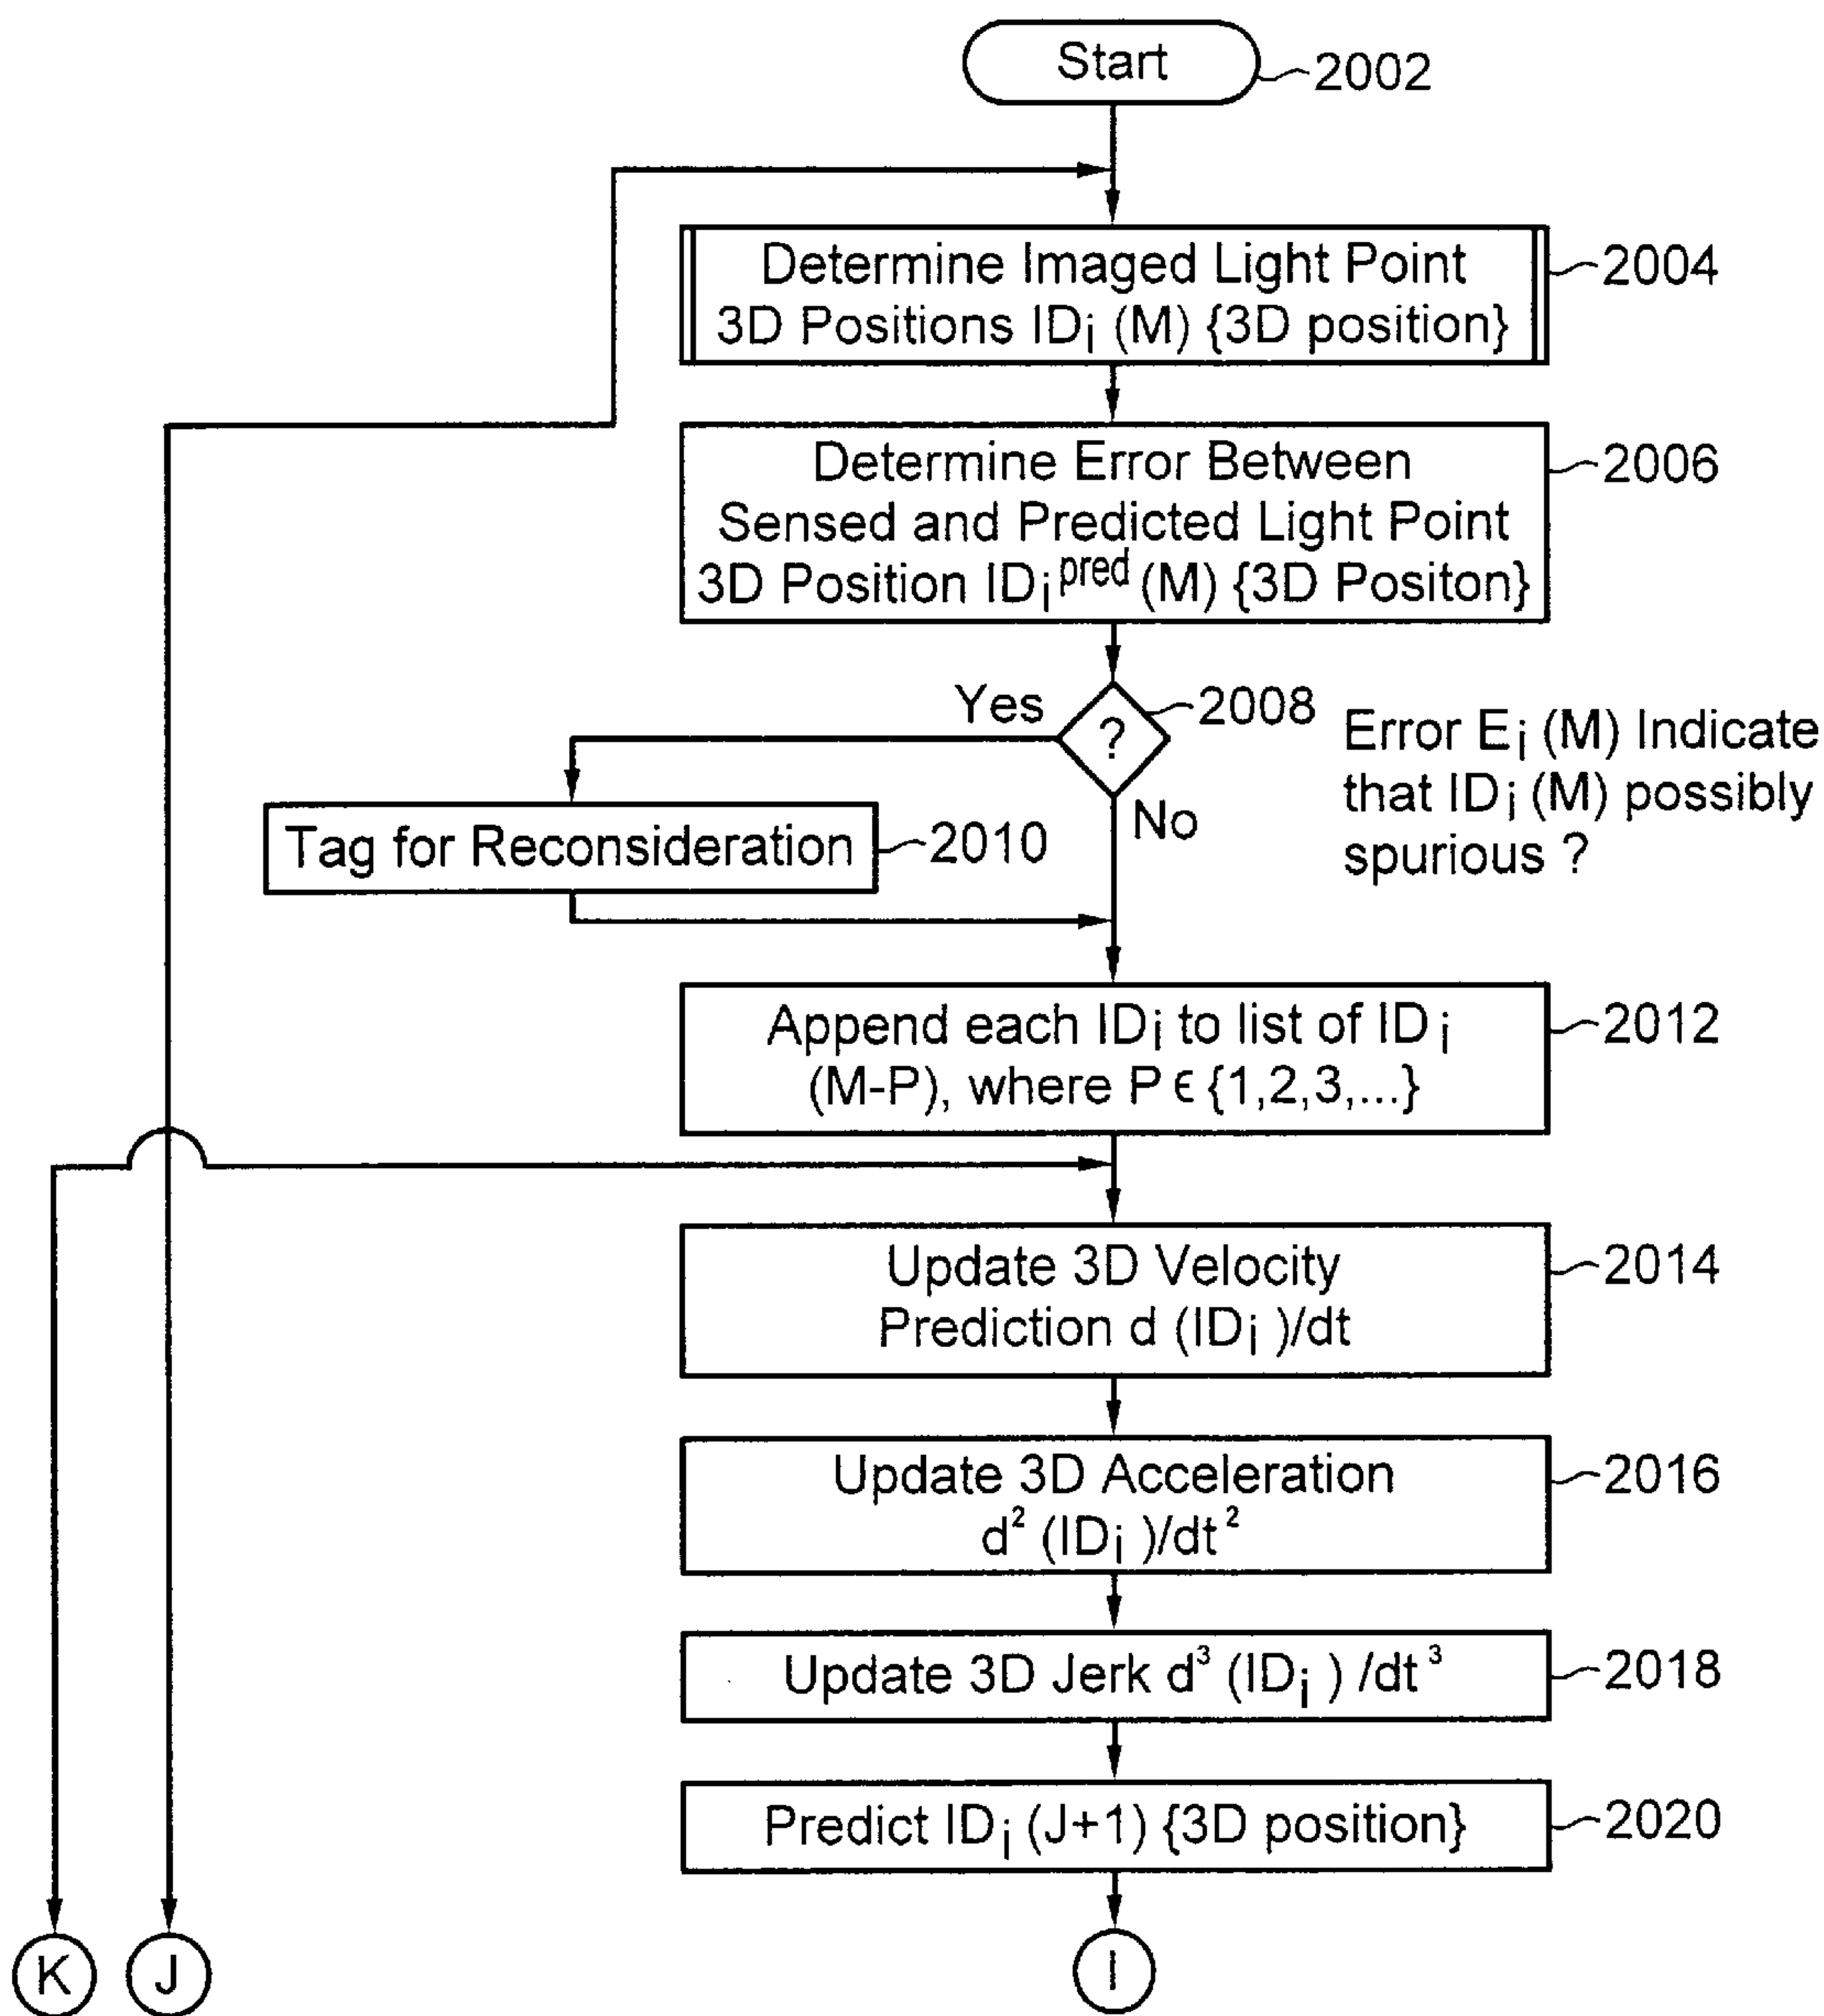 Start
2002
Determine Imaged Light Point
3D Positions IDi (M) {3D position}
2004
Determine Error Between
Sensed and Predicted Light Point
3D Position IDi pred (M) {3D Positon}
2006
Yes
?
2008
No
Error Ei (M) Indicate
that IDi (M) possibly
spurious ?
Tag for Reconsideration
2010
Append each IDi to list of IDi
(M-P), where P ϵ {1,2,3,...}
2012
Update 3D Velocity
Prediction d (IDi )/dt
2014
Update 3D Acceleration
d² (IDi )/dt²
2016
Update 3D Jerk d³ (IDi ) /dt³
2018
Predict IDi (J+1) {3D position}
2020
K
J
I